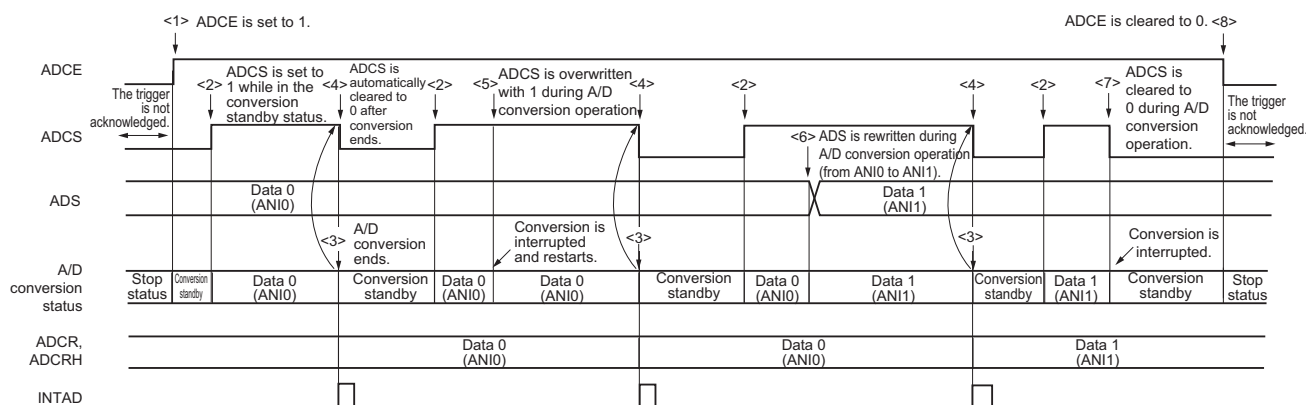 <1> ADCE is set to 1.
ADCE is cleared to 0. <8>
ADCE
The trigger
is not
acknowledged.
<2>
ADCS is set to
1 while in the
conversion
standby status.
<4>
ADCS is
automatically
cleared to
0 after
conversion
ends.
<2>
<5>
ADCS is overwritten
with 1 during A/D
conversion operation.
<4>
<2>
<4>
<2>
<7>
ADCS is
cleared to
0 during A/D
conversion
operation.
The trigger
is not
acknowledged.
ADCS
<6> ADS is rewritten during
A/D conversion operation
(from ANI0 to ANI1).
ADS
Data 0
(ANI0)
Data 1
(ANI1)
<3>
A/D
conversion
ends.
Conversion is
interrupted
and restarts.
<3>
<3>
Conversion is
interrupted.
A/D
conversion
status
Stop
status
Conversion
standby
Data 0
(ANI0)
Conversion
standby
Data 0
(ANI0)
Data 0
(ANI0)
Conversion
standby
Data 0
(ANI0)
Data 1
(ANI1)
Conversion
standby
Data 1
(ANI1)
Conversion
standby
Stop
status
ADCR,
ADCRH
Data 0
(ANI0)
Data 0
(ANI0)
Data 1
(ANI1)
INTAD